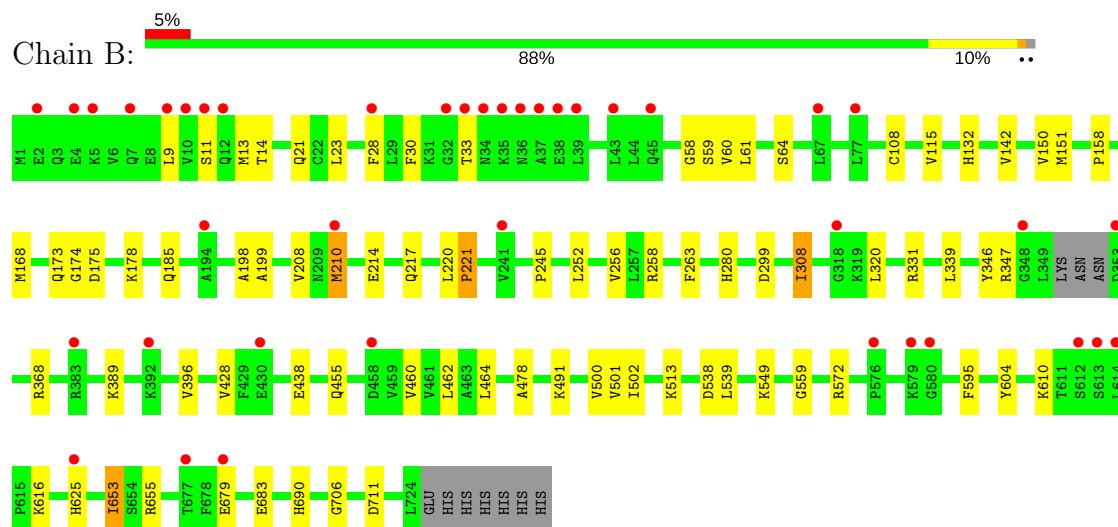 5%
Chain B:
88% 10% ••
M1 E2 Q3 E4 K5 V6 Q7 E8 L9 V10 S11 Q12 M13 T14 Q21 C22 L23 F28 L29 F30 K31 G32 T33 N34 K35 N36 A37 E38 L39 L43 L44 Q45 G58 S59 V60 L61 S64 L67 L77 C108 V115 H132 V142 V150 M151 P158
M168 Q173 G174 D175 K178 Q185 A194 A198 A199 V208 N209 M210 E214 Q217 L220 P221 V241 P245 L252 V256 L257 R258 F263 H280 D299 I308 G318 K319 L320 R331 L339 Y346 R347 G348 L349 LYS ASN ASN D353
R368 R383 K389 K392 V396 V428 F429 E430 E438 Q455 D458 V459 V460 V461 L462 A463 L464 A478 K491 V500 V501 I502 K513 D538 L539 K549 G559 R572 P576 K579 G580 F595 Y604 K610 T611 S612 S613 L614
P615 K616 H625 I653 S654 R655 T677 F678 E679 E683 H690 G706 D711 L724 GLU HIS HIS HIS HIS HIS HIS